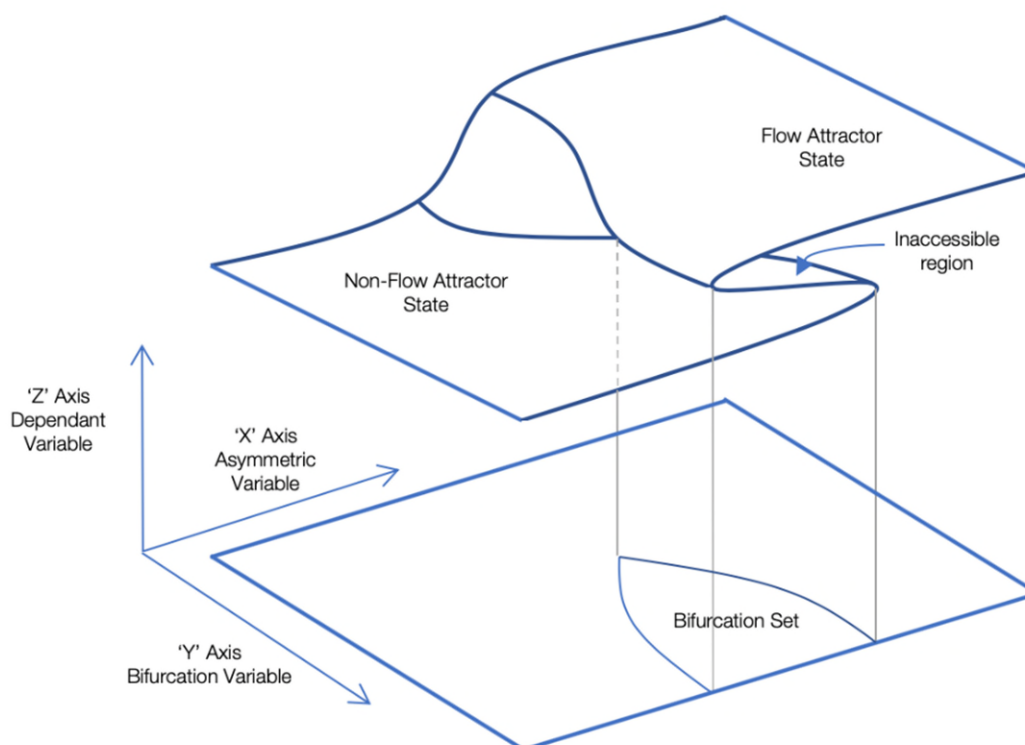 Flow Attractor
State
Inaccessible
region
Non-Flow Attractor
State
‘Z’ Axis
Dependant
Variable
‘X’ Axis
Asymmetric
Variable
Bifurcation Set
‘Y’ Axis
Bifurcation Variable